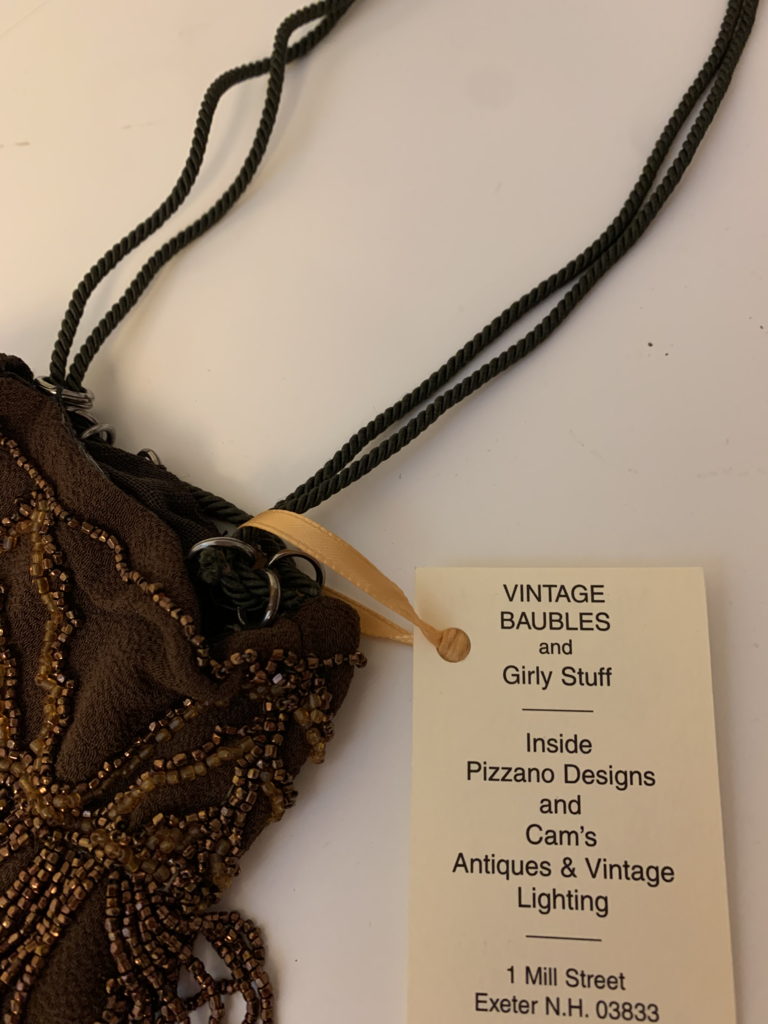 VINTAGE
BAUBLES
and
Girly Stuff
Inside
Pizzano Designs
and
Cam's
Antiques & Vintage
Lighting
1 Mill Street
Exeter N.H. 03833